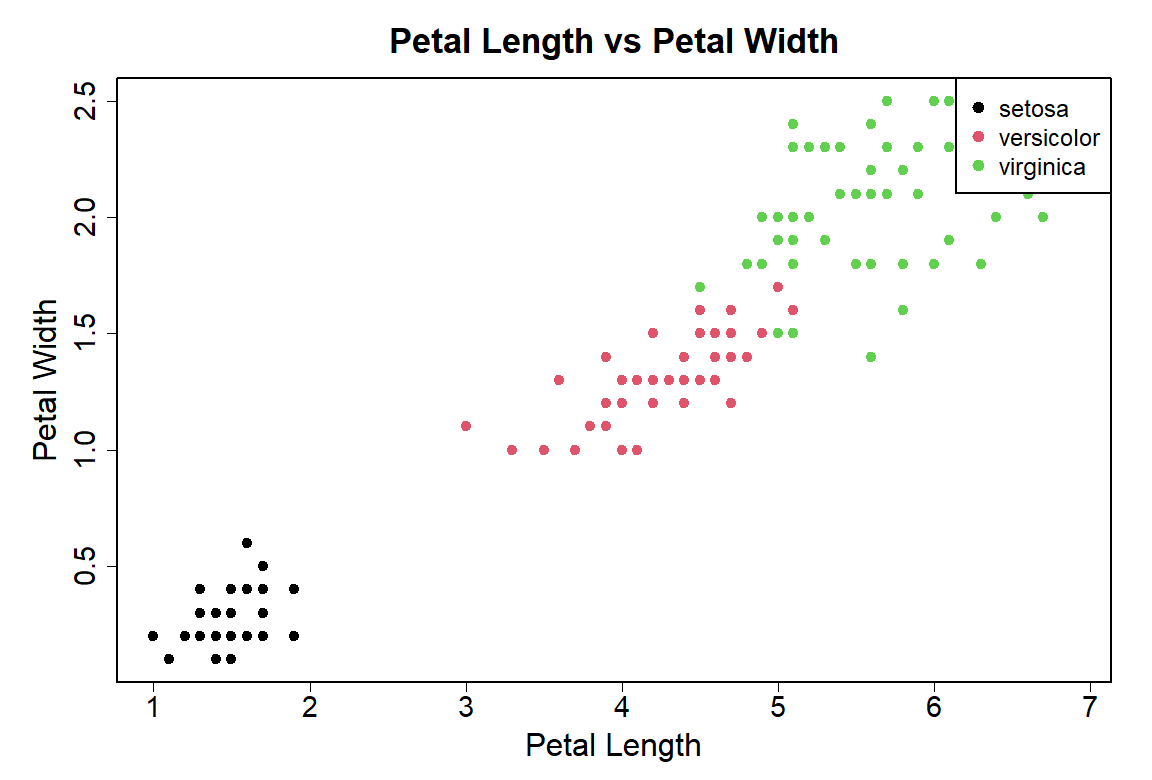 Petal Length vs Petal Width
setosa
versicolor
virginica
Petal Width
2.5
2.0
1.5
1.0
0.5
1 2 3 4 5 6 7
Petal Length